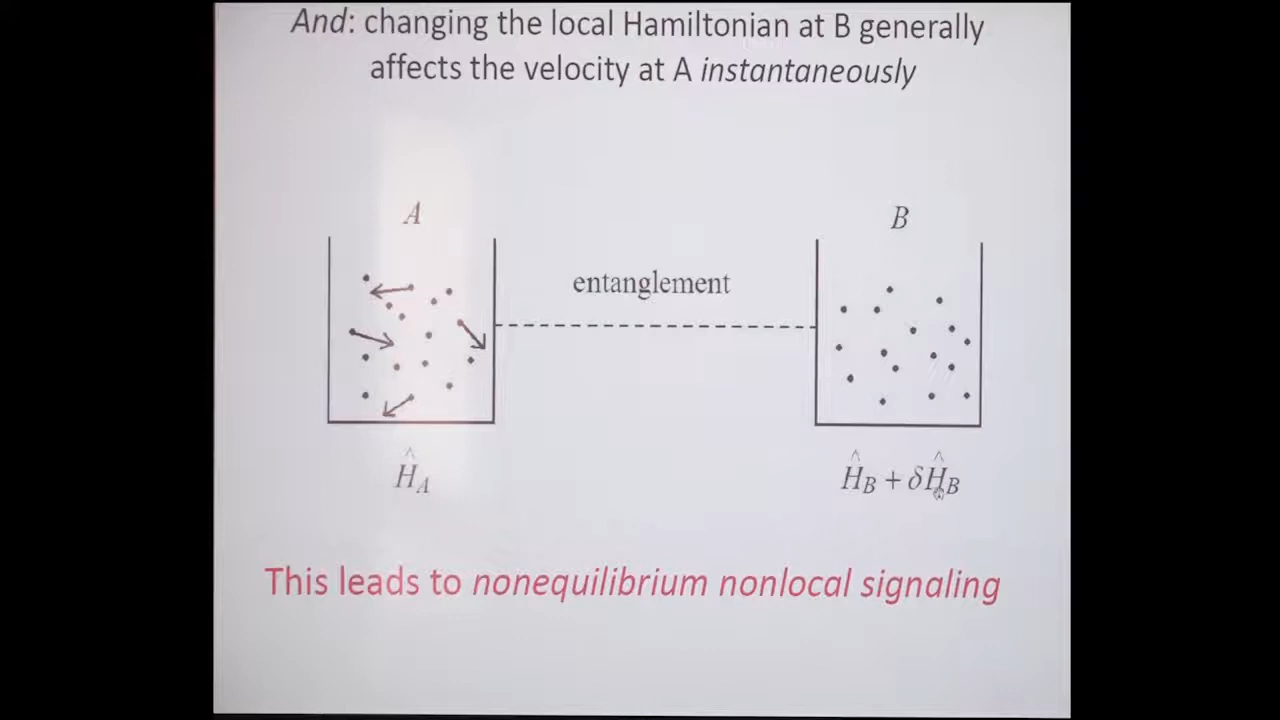 And: changing the local Hamiltonian at B generally
affects the velocity at A instantaneously
A
B
entanglement
Ĥ_A
Ĥ_B + δĤ_B
This leads to nonequilibrium nonlocal signaling